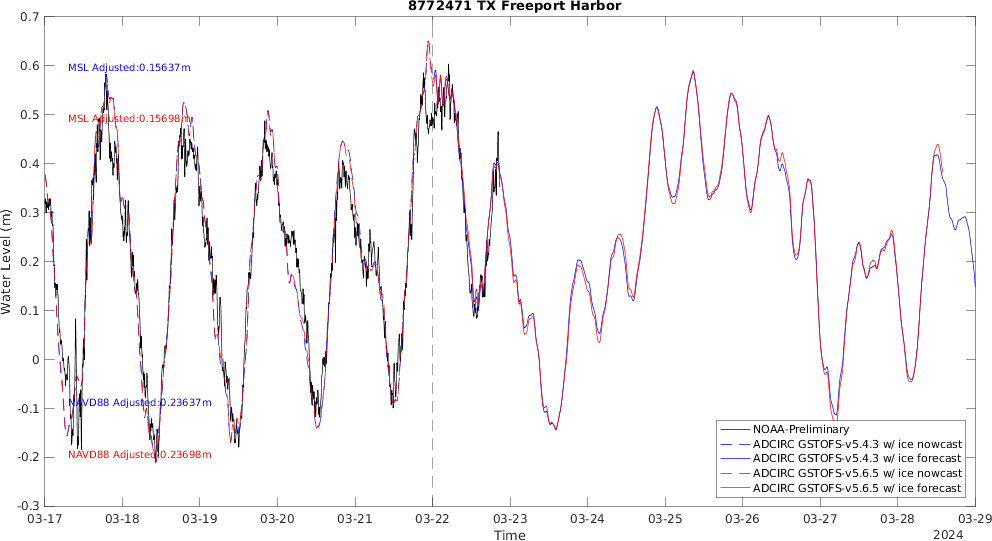 8772471 TX Freeport Harbor
0.7
0.6
0.5
0.4
0.3
0.2
0.1
0
-0.1
-0.2
-0.3
Water Level (m)
MSL Adjusted:0.15637m
MSL Adjusted:0.15698m
NAVD88 Adjusted:0.23637m
NAVD88 Adjusted:0.23698m
NOAA-Preliminary
ADCIRC GSTOFS-v5.4.3 w/ ice nowcast
ADCIRC GSTOFS-v5.4.3 w/ ice forecast
ADCIRC GSTOFS-v5.6.5 w/ ice nowcast
ADCIRC GSTOFS-v5.6.5 w/ ice forecast
03-17 03-18 03-19 03-20 03-21 03-22 03-23 03-24 03-25 03-26 03-27 03-28 03-29
Time
2024